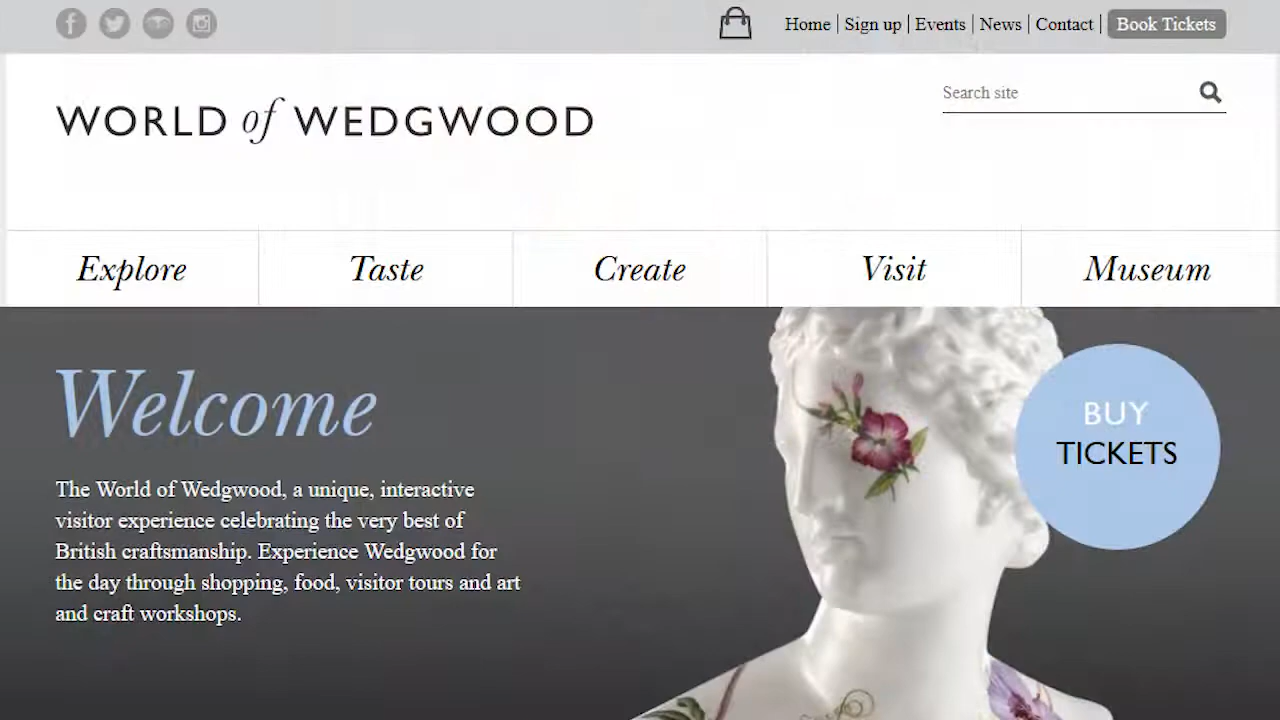 Home | Sign up | Events | News | Contact | Book Tickets
Search site
WORLD of WEDGWOOD
Explore
Taste
Create
Visit
Museum
Welcome
The World of Wedgwood, a unique, interactive
visitor experience celebrating the very best of
British craftsmanship. Experience Wedgwood for
the day through shopping, food, visitor tours and art
and craft workshops.
BUY
TICKETS